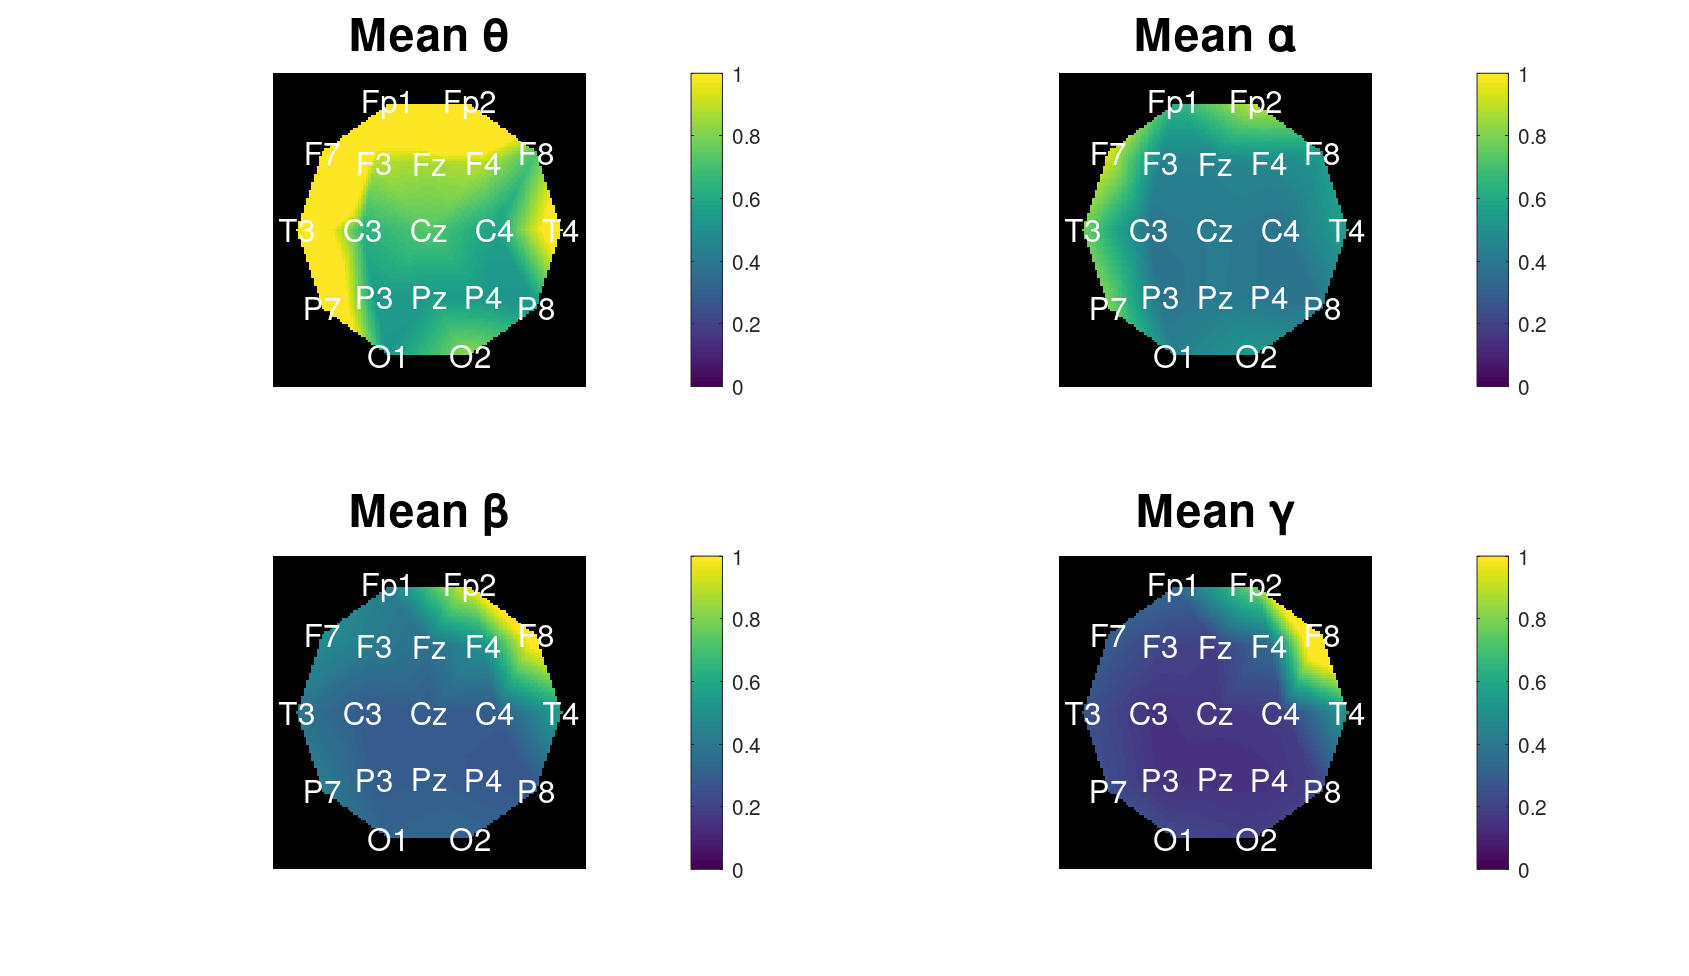 Mean θ
Fp1 Fp2
F7 F3 Fz F4 F8
T3 C3 Cz C4 T4
P7 P3 Pz P4 P8
O1 O2
1
0.8
0.6
0.4
0.2
0
Mean α
Fp1 Fp2
F7 F3 Fz F4 F8
T3 C3 Cz C4 T4
P7 P3 Pz P4 P8
O1 O2
1
0.8
0.6
0.4
0.2
0
Mean β
Fp1 Fp2
F7 F3 Fz F4 F8
T3 C3 Cz C4 T4
P7 P3 Pz P4 P8
O1 O2
1
0.8
0.6
0.4
0.2
0
Mean γ
Fp1 Fp2
F7 F3 Fz F4 F8
T3 C3 Cz C4 T4
P7 P3 Pz P4 P8
O1 O2
1
0.8
0.6
0.4
0.2
0